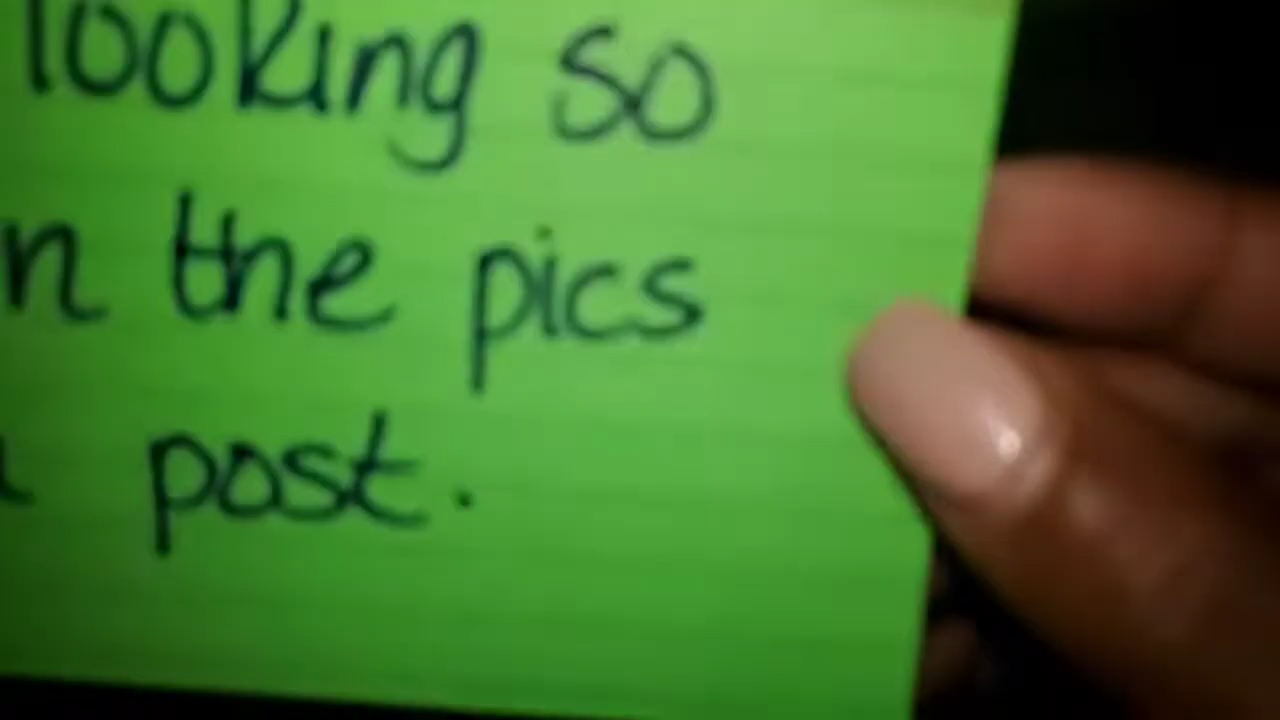 looking so
n the pics
post.